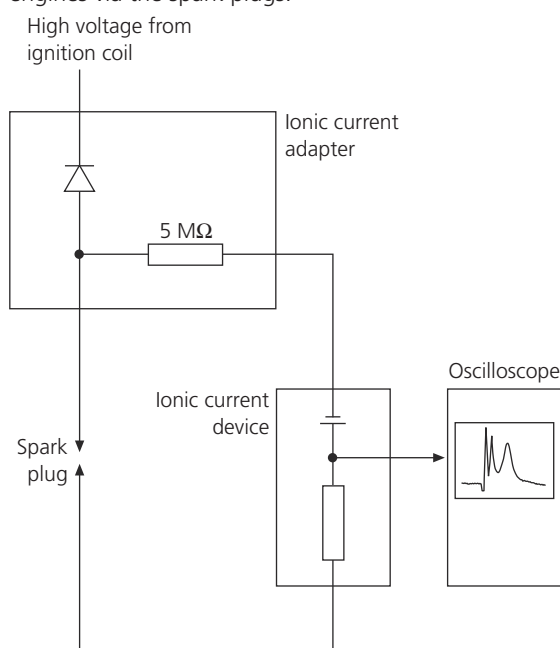 engines via the spark plugs.
High voltage from
ignition coil
Ionic current
adapter
5 MΩ
Oscilloscope
Ionic current
device
Spark
plug